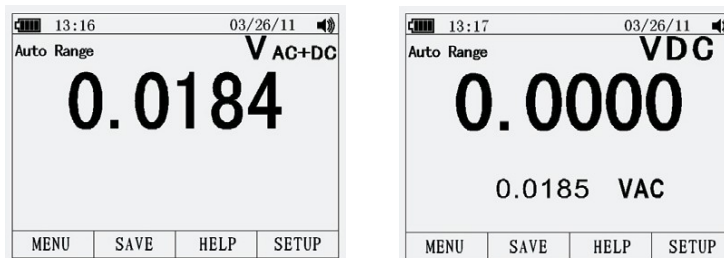 13:16 03/26/11
Auto Range V AC+DC
0.0184
MENU SAVE HELP SETUP
13:17 03/26/11
Auto Range VDC
0.0000
0.0185 VAC
MENU SAVE HELP SETUP